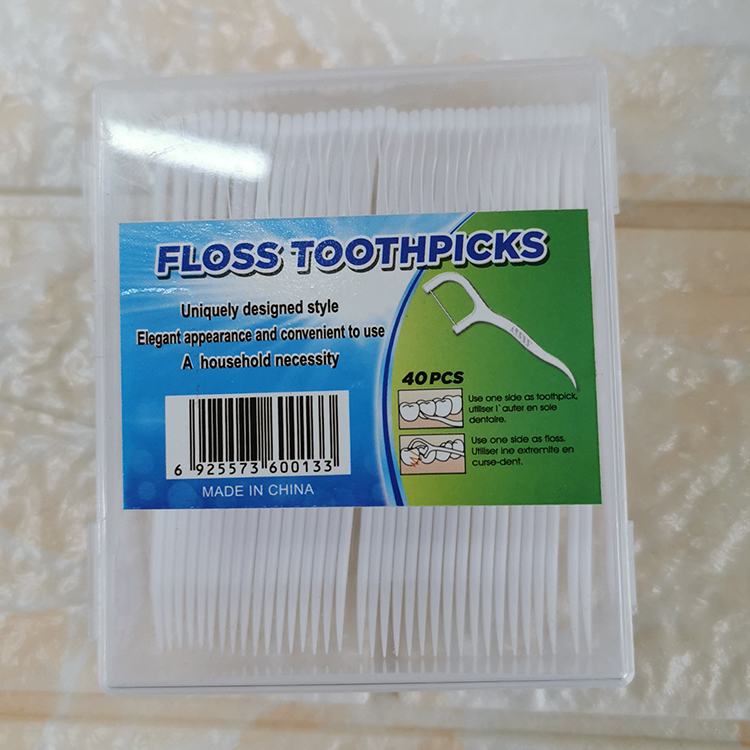 FLOSS TOOTHPICKS
Uniquely designed style
Elegant appearance and convenient to use
A household necessity
40 PCS
Use one side as toothpick,
utiliser l`auter en soie
dentaire.
Use one side as floss.
Utiliser ine extremite en
curse-dent.
6 925573 600133
MADE IN CHINA